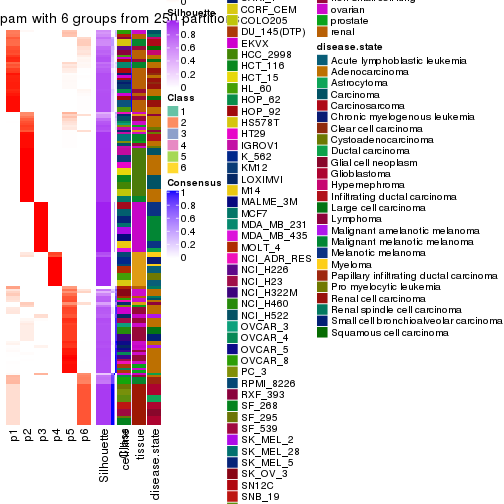 pam with 6 groups from 25
partition
p1
p2
p3
p4
p5
p6
Silhouette
tissue
disease.state
0
Silhouette
0.8
0.6
0.4
0.2
0
Class
1
2
3
4
5
6
Consensus
1
0.8
0.6
0.4
0.2
0
CCRF_CEM
COLO205
DU_145(DTP)
EKVX
HCC_2998
HCT_116
HCT_15
HL_60
HOP_62
HOP_92
HS578T
HT29
IGROV1
K_562
KM12
LOXIMVI
M14
MALME_3M
MCF7
MDA_MB_231
MDA_MB_435
MOLT_4
NCI_ADR_RES
NCI_H226
NCI_H23
NCI_H322M
NCI_H460
NCI_H522
OVCAR_3
OVCAR_4
OVCAR_5
OVCAR_8
PC_3
RPMI_8226
RXF_393
SF_268
SF_295
SF_539
SK_MEL_2
SK_MEL_28
SK_MEL_5
SK_OV_3
SN12C
SNB_19
ovarian
prostate
renal
disease.state
Acute lymphoblastic leukemia
Adenocarcinoma
Astrocytoma
Carcinoma
Carcinosarcoma
Chronic myelogenous leukemia
Clear cell carcinoma
Cystoadenocarcinoma
Ductal carcinoma
Glial cell neoplasm
Glioblastoma
Hypernephroma
Infiltrating ductal carcinoma
Large cell carcinoma
Lymphoma
Malignant amelanotic melanoma
Malignant melanotic melanoma
Melanotic melanoma
Myeloma
Papillary infiltrating ductal carcinoma
Pro myelocytic leukemia
Renal cell carcinoma
Renal spindle cell carcinoma
Small cell bronchioalveolar carcinoma
Squamous cell carcinoma